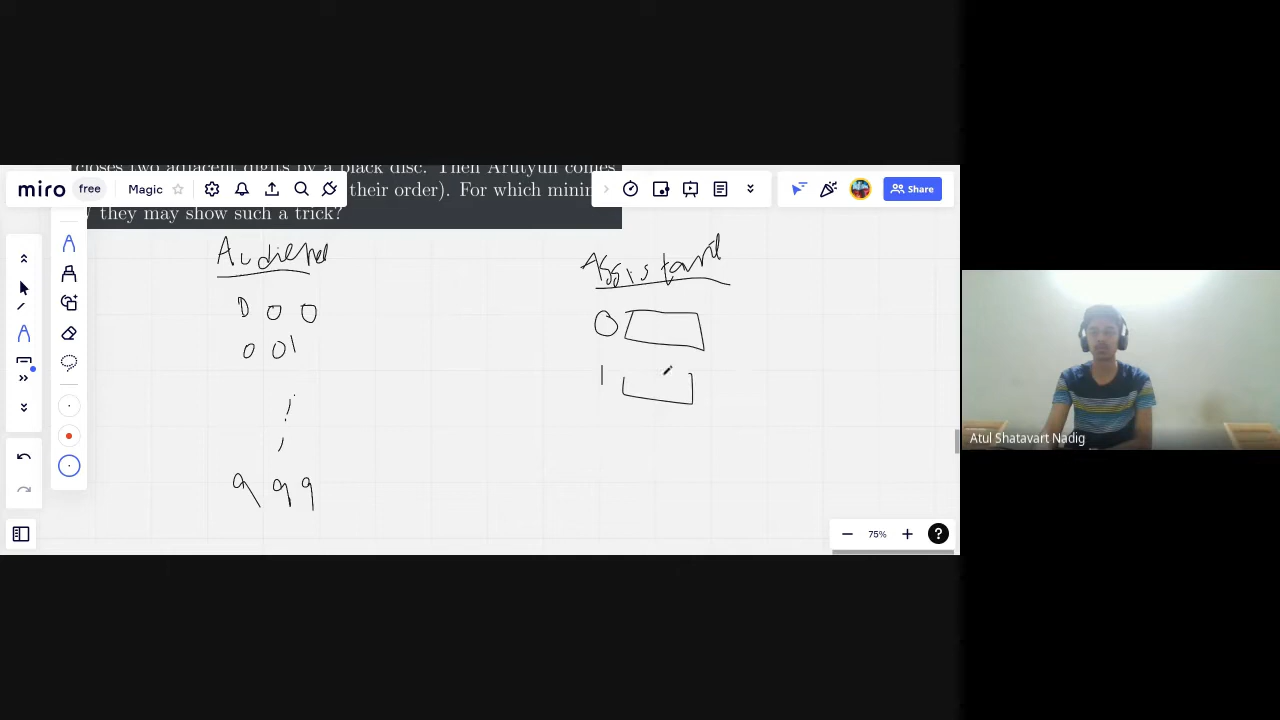 closes two adjacent digits by a black disc. Then Arutyun comes
miro free Magic
their order). For which
they may show such a trick?
Share
Audience
Assistant
0 0 0
0 0 1
9 9 9
0
1
Atul Shatavart Nadig
75%